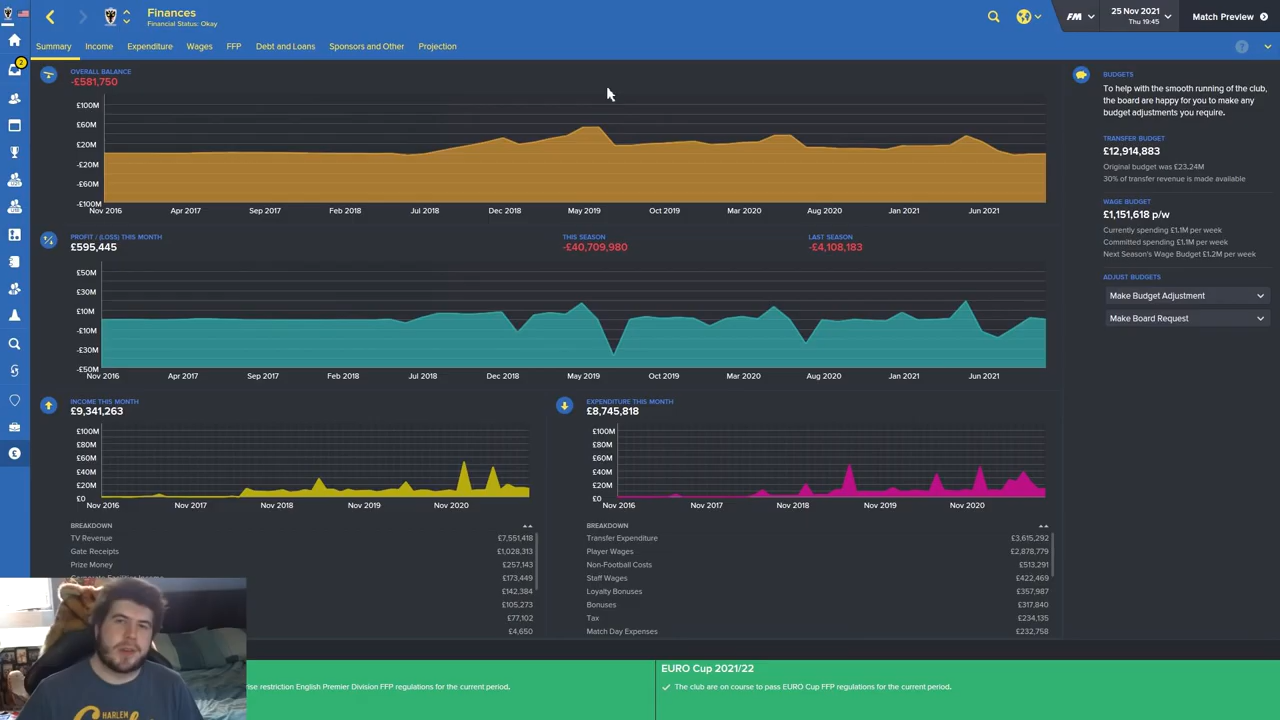 Finances
Financial Status: Okay
FM
25 Nov 2021
Thu 19:45
Match Preview
Summary
Income
Expenditure
Wages
FFP
Debt and Loans
Sponsors and Other
Projection
2
?
OVERALL BALANCE
-£581,750
£100M
£60M
£20M
-£20M
-£60M
-£100M
Nov 2016
Apr 2017
Sep 2017
Feb 2018
Jul 2018
Dec 2018
May 2019
Oct 2019
Mar 2020
Aug 2020
Jan 2021
Jun 2021
PROFIT / (LOSS) THIS MONTH
£595,445
THIS SEASON
-£40,709,980
LAST SEASON
-£4,108,183
£50M
£30M
£10M
-£10M
-£30M
-£50M
Nov 2016
Apr 2017
Sep 2017
Feb 2018
Jul 2018
Dec 2018
May 2019
Oct 2019
Mar 2020
Aug 2020
Jan 2021
Jun 2021
INCOME THIS MONTH
£9,341,263
£100M
£80M
£60M
£40M
£20M
£0
Nov 2016
Nov 2017
Nov 2018
Nov 2019
Nov 2020
BREAKDOWN
TV Revenue £7,551,418
Gate Receipts £1,028,313
Prize Money £257,143
£173,449
£142,384
£105,273
£77,102
£4,650
EXPENDITURE THIS MONTH
£8,745,818
£100M
£80M
£60M
£40M
£20M
£0
Nov 2016
Nov 2017
Nov 2018
Nov 2019
Nov 2020
BREAKDOWN
Transfer Expenditure £3,615,292
Player Wages £2,878,779
Non-Football Costs £513,291
Staff Wages £422,469
Loyalty Bonuses £357,987
Bonuses £317,840
Tax £234,135
Match Day Expenses £232,758
BUDGETS
To help with the smooth running of the club,
the board are happy for you to make any
budget adjustments you require.
TRANSFER BUDGET
£12,914,883
Original budget was £23.24M
30% of transfer revenue is made available
WAGE BUDGET
£1,151,618 p/w
Currently spending £1.1M per week
Committed spending £1.1M per week
Next Season's Wage Budget £1.2M per week
ADJUST BUDGETS
Make Budget Adjustment
Make Board Request
restriction English Premier Division FFP regulations for the current period.
EURO Cup 2021/22
The club are on course to pass EURO Cup FFP regulations for the current period.
HARLEM